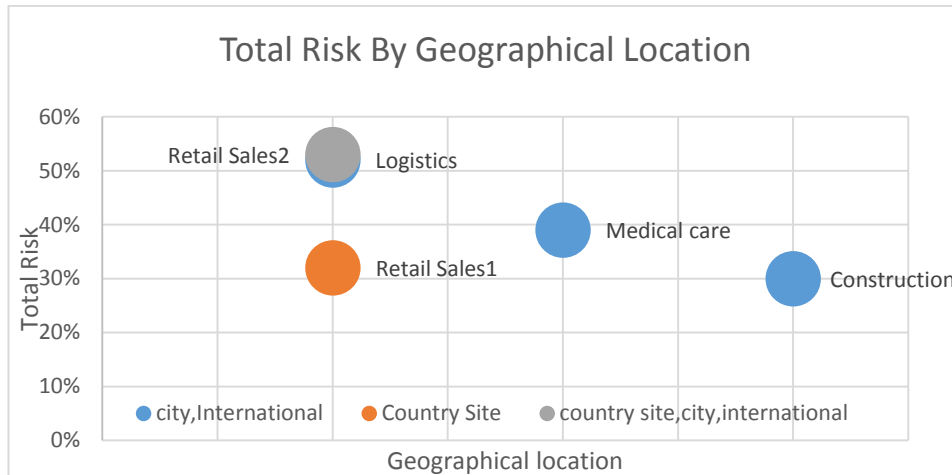 Total Risk By Geographical Location
Total Risk
60%
50%
40%
30%
20%
10%
0%
Retail Sales2
Logistics
Medical care
Retail Sales1
Construction
city,International
Country Site
country site,city,international
Geographical location